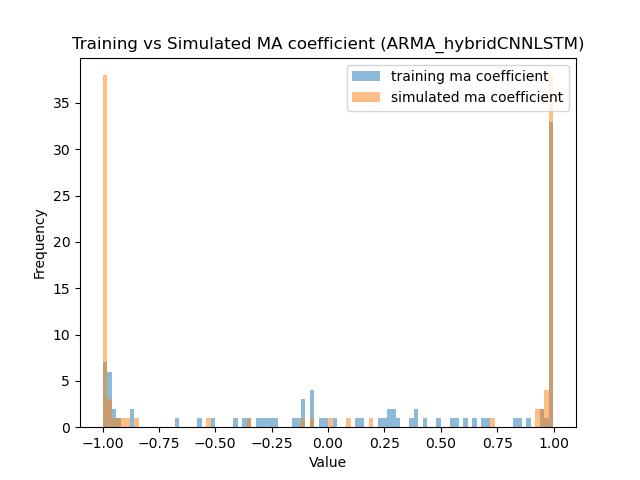 Training vs Simulated MA coefficient (ARMA_hybridCNNLSTM)
training ma coefficient
simulated ma coefficient
35
30
25
20
15
10
5
0
Frequency
−1.00 −0.75 −0.50 −0.25 0.00 0.25 0.50 0.75 1.00
Value